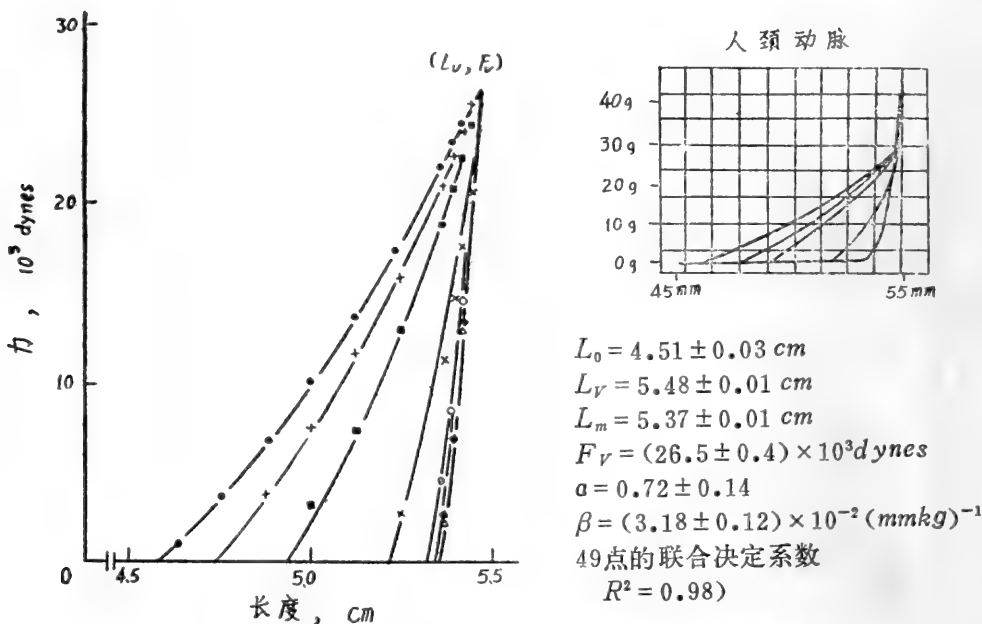 30
20
10
0
力, 10³ dynes
4.5
5.0
5.5
长度, cm
(Lᵥ, Fᵥ)
人颈动脉
40g
30g
20g
10g
0g
45mm
55mm
L₀ = 4.51 ± 0.03 cm
L_V = 5.48 ± 0.01 cm
L_m = 5.37 ± 0.01 cm
F_V = (26.5 ± 0.4) × 10³ dynes
α = 0.72 ± 0.14
β = (3.18 ± 0.12) × 10⁻² (mmkg)⁻¹
49点的联合决定系数
R² = 0.98)